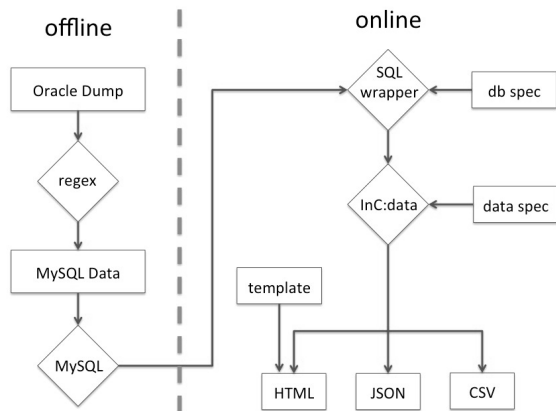 offline
online
Oracle Dump
regex
MySQL Data
MySQL
SQL
wrapper
db spec
InC:data
data spec
template
HTML
JSON
CSV